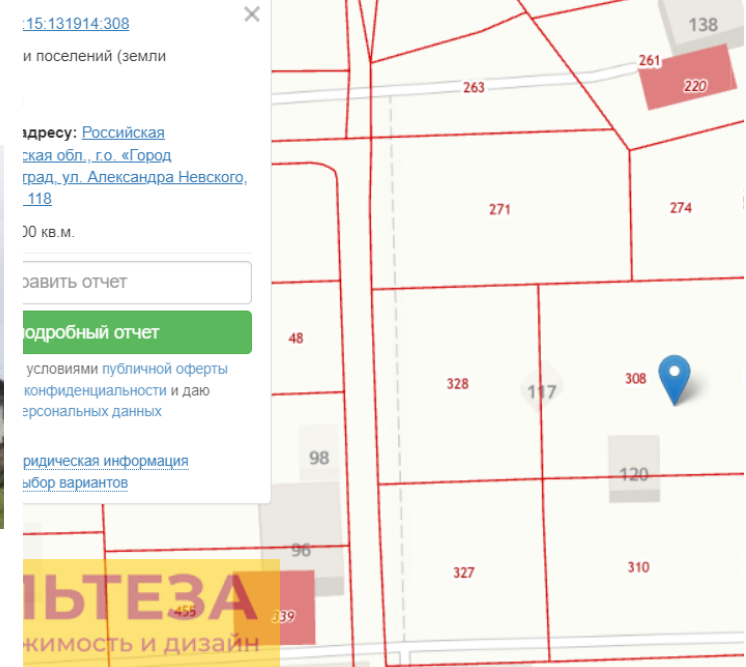 :15:131914:308
и поселений (земли
адресу: Российская
ская обл., г.о. «Город
град, ул. Александра Невского,
118
00 кв.м.
равить отчет
подробный отчет
условиями публичной оферты
конфиденциальности и даю
ерсональных данных
ридическая информация
ыбор вариантов
138
261
220
263
271
274
48
328
117
308
98
120
96
327
310
455
339
ЛЬТЕЗА
жимость и дизайн